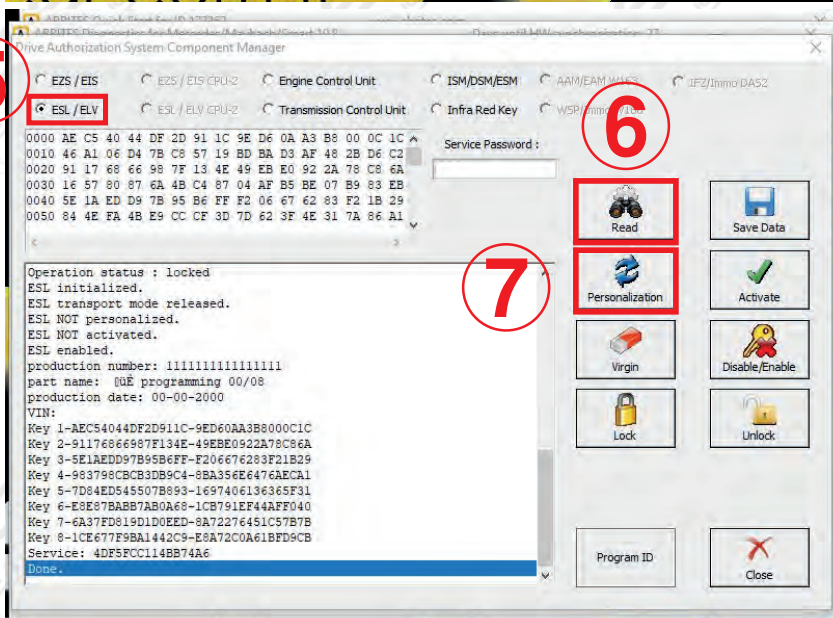 Drive Authorization System Component Manager
EZS / EIS
EZS / EIS CPU-2
Engine Control Unit
ISM/DSM/ESM
AAM/EAM W163
IFZ/Immo DA52
ESL / ELV
ESL / ELV CPU-2
Transmission Control Unit
Infra Red Key
5
6
0000 AE C5 40 44 DF 2D 91 1C 9E D6 0A A3 B8 00 0C 1C
0010 46 A1 06 D4 7B C8 57 19 BD BA D3 AF 48 2B D6 C2
0020 91 17 68 66 98 7F 13 4E 49 EB E0 92 2A 78 C8 6A
0030 16 57 80 87 6A 4B C4 87 04 AF B5 BE 07 B9 83 EB
0040 5E 1A ED D9 7B 95 B6 FF F2 06 67 62 83 F2 1B 29
0050 84 4E FA 4B E9 CC CF 3D 7D 62 3F 4E 31 7A 86 A1
Service Password :
Read
Save Data
7
Personalization
Activate
Virgin
Disable/Enable
Lock
Unlock
Program ID
Close
Operation status : locked
ESL initialized.
ESL transport mode released.
ESL NOT personalized.
ESL NOT activated.
ESL enabled.
production number: 1111111111111111
part name: ▯üÈ programming 00/08
production date: 00-00-2000
VIN:
Key 1-AEC54044DF2D911C-9ED60AA3B8000C1C
Key 2-91176866987F134E-49EBE0922A78C86A
Key 3-5E1AEDD97B95B6FF-F206676283F21B29
Key 4-983798CBCB3DB9C4-8BA356E6476AECA1
Key 5-7D84ED545507B893-1697406136365F31
Key 6-E8E87BABB7AB0A68-1CB791EF44AFF040
Key 7-6A37FD819D1D0EED-8A72276451C57B7B
Key 8-1CE677F9BA1442C9-E8A72C0A61BFD9CB
Service: 4DF5FCC114BB74A6
Done.